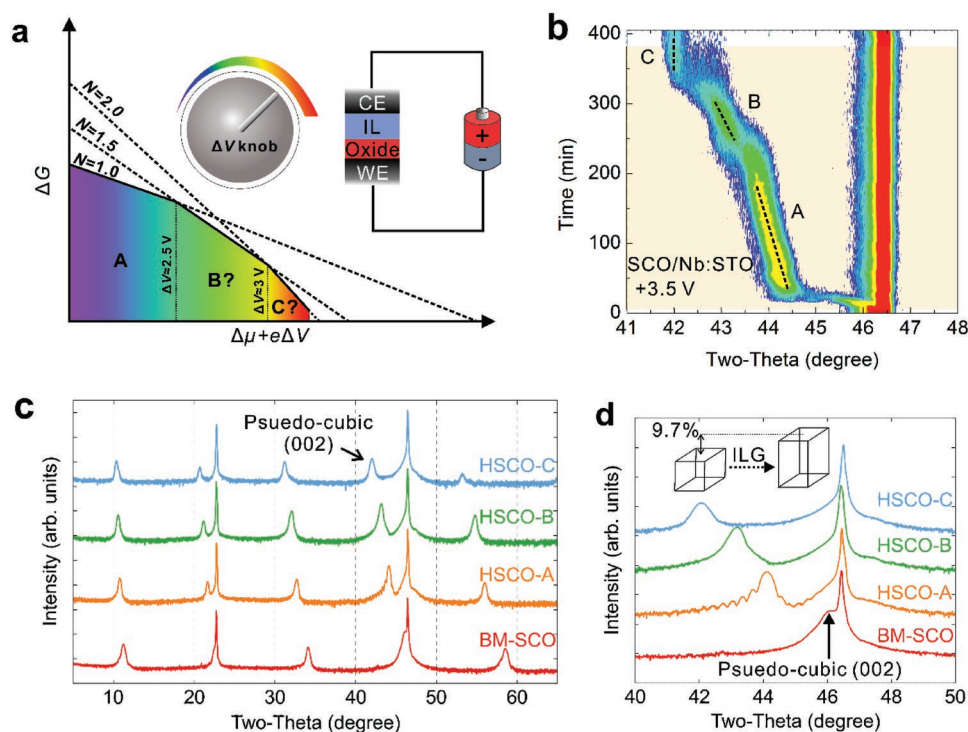 a
ΔG
N=2.0
N=1.5
N=1.0
ΔV knob
CE
IL
Oxide
WE
+
-
A
ΔV≈2.5 V
B?
ΔV≈3 V
C?
Δμ+eΔV
b
Time (min)
400
300
200
100
0
C
B
A
SCO/Nb:STO
+3.5 V
41 42 43 44 45 46 47 48
Two-Theta (degree)
c
Intensity (arb. units)
Psuedo-cubic
(002)
HSCO-C
HSCO-B
HSCO-A
BM-SCO
10 20 30 40 50 60
Two-Theta (degree)
d
Intensity (arb. units)
9.7%
ILG
HSCO-C
HSCO-B
HSCO-A
BM-SCO
Psuedo-cubic (002)
40 42 44 46 48 50
Two-Theta (degree)